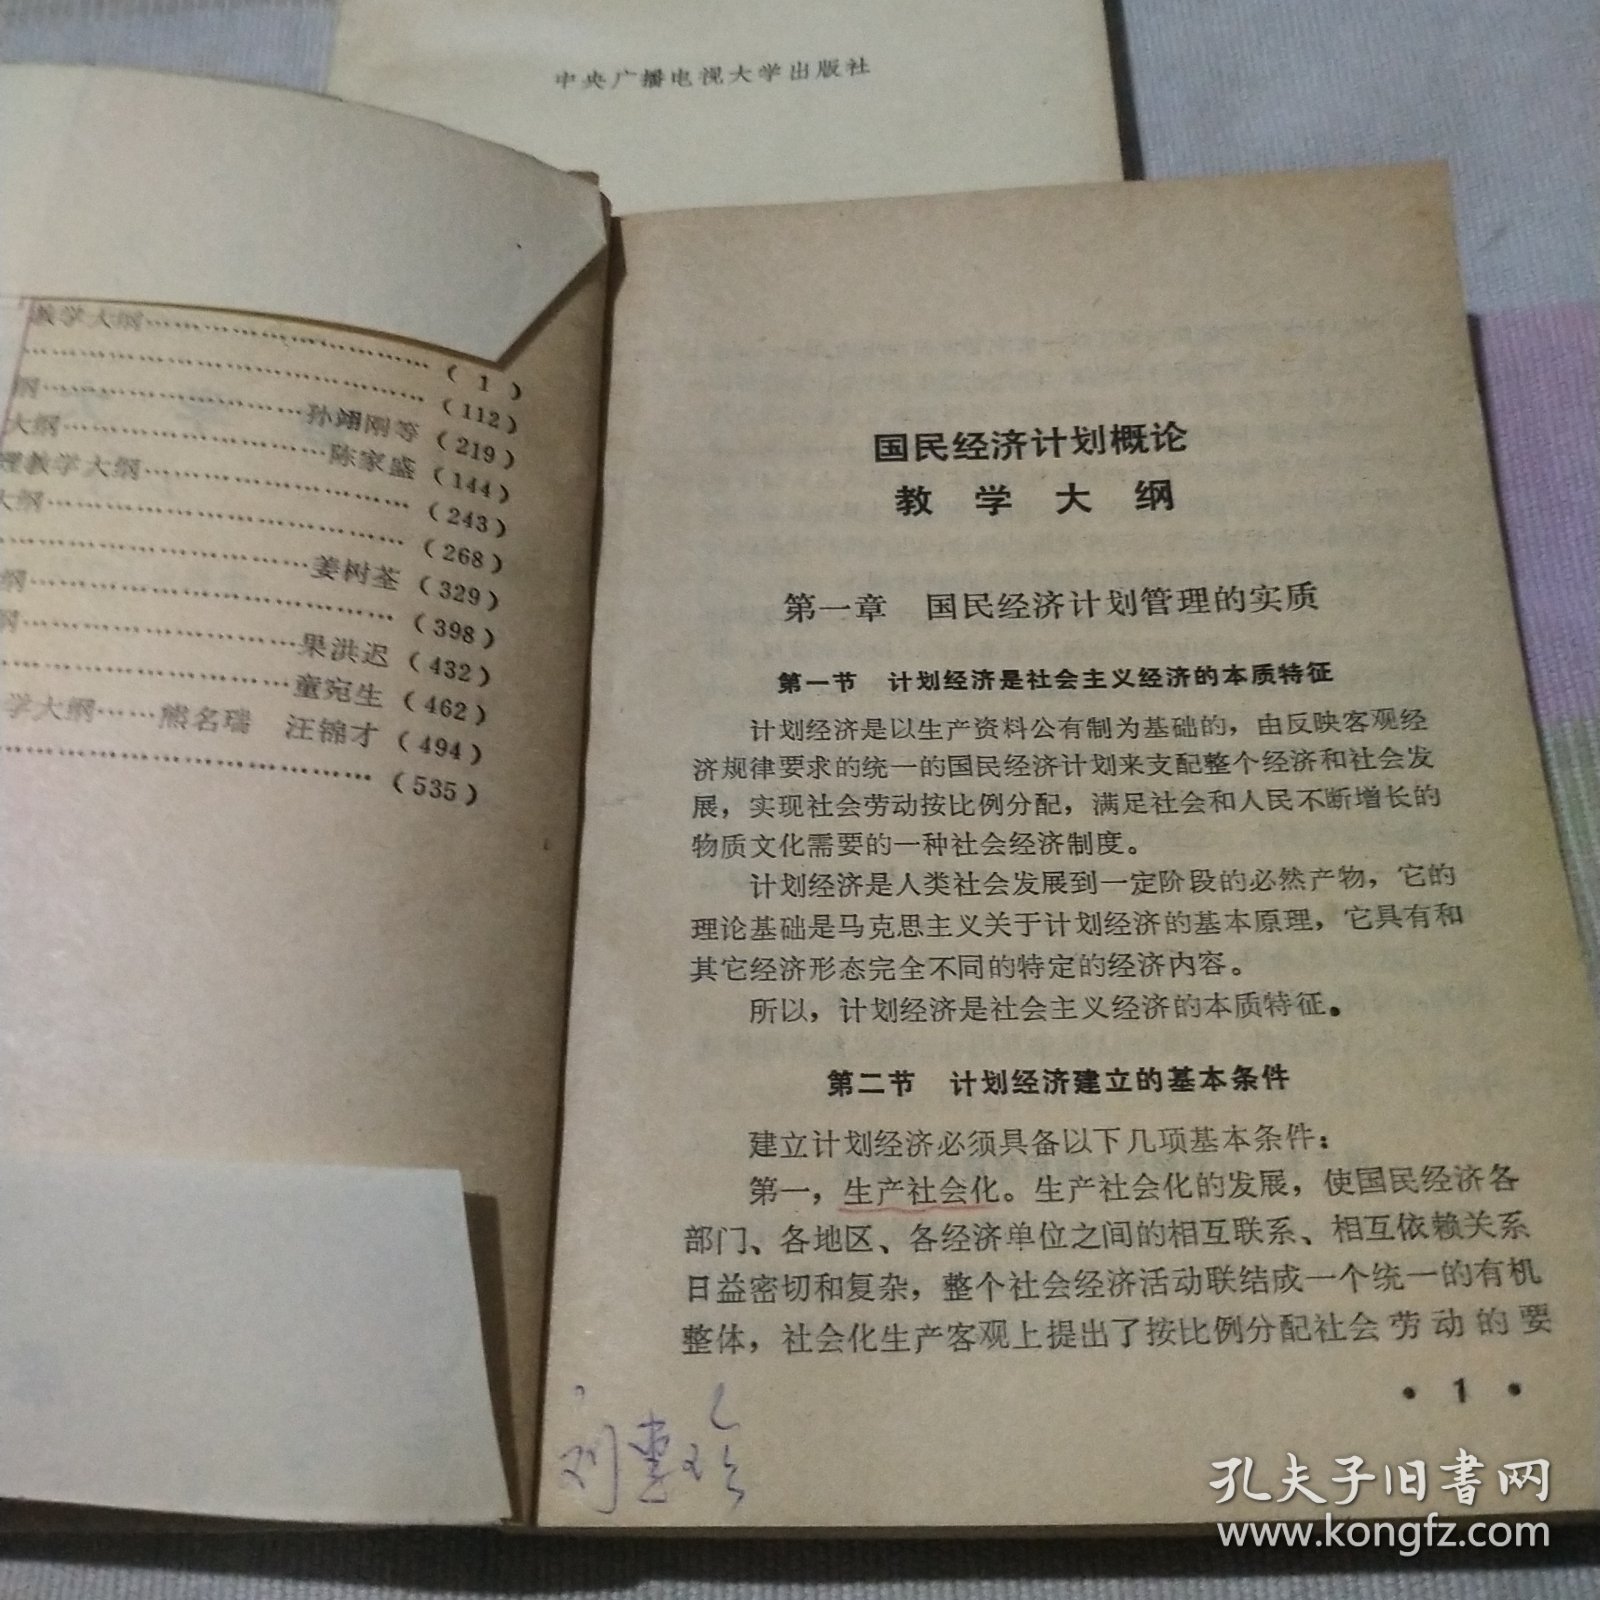 中央广播电视大学出版社
教学大纲…………………………( 1 )
…………………………(112)
纲……………………孙翊刚等(219)
大纲……………………陈家盛(144)
理教学大纲…………………………(243)
大纲…………………………(268)
……………………姜树荃(329)
纲…………………………(398)
纲……………………果洪迟(432)
……………………童宛生(462)
学大纲……熊名瑞 汪锦才(494)
…………………………(535)
国民经济计划概论
教 学 大 纲
第一章 国民经济计划管理的实质
第一节 计划经济是社会主义经济的本质特征
计划经济是以生产资料公有制为基础的，由反映客观经
济规律要求的统一的国民经济计划来支配整个经济和社会发
展，实现社会劳动按比例分配，满足社会和人民不断增长的
物质文化需要的一种社会经济制度。
计划经济是人类社会发展到一定阶段的必然产物，它的
理论基础是马克思主义关于计划经济的基本原理，它具有和
其它经济形态完全不同的特定的经济内容。
所以，计划经济是社会主义经济的本质特征。
第二节 计划经济建立的基本条件
建立计划经济必须具备以下几项基本条件：
第一，生产社会化。生产社会化的发展，使国民经济各
部门、各地区、各经济单位之间的相互联系、相互依赖关系
日益密切和复杂，整个社会经济活动联结成一个统一的有机
整体，社会化生产客观上提出了按比例分配社会劳动的要
• 1 •
刘惠珍
孔夫子旧书网
www.kongfz.com